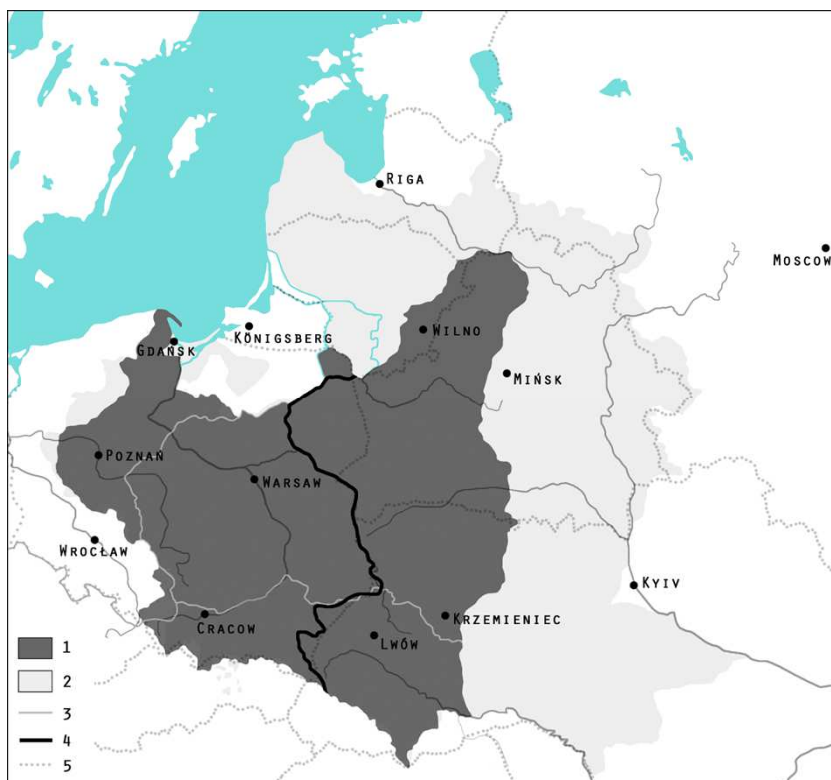 RIGA
MOSCOW
WILNO
KÖNIGSBERG
GDAŃSK
MIŃSK
POZNAŃ
WARSAW
WROCŁAW
KYIV
KRZEMIENIEC
CRACOW
LWÓW
1
2
3
4
5